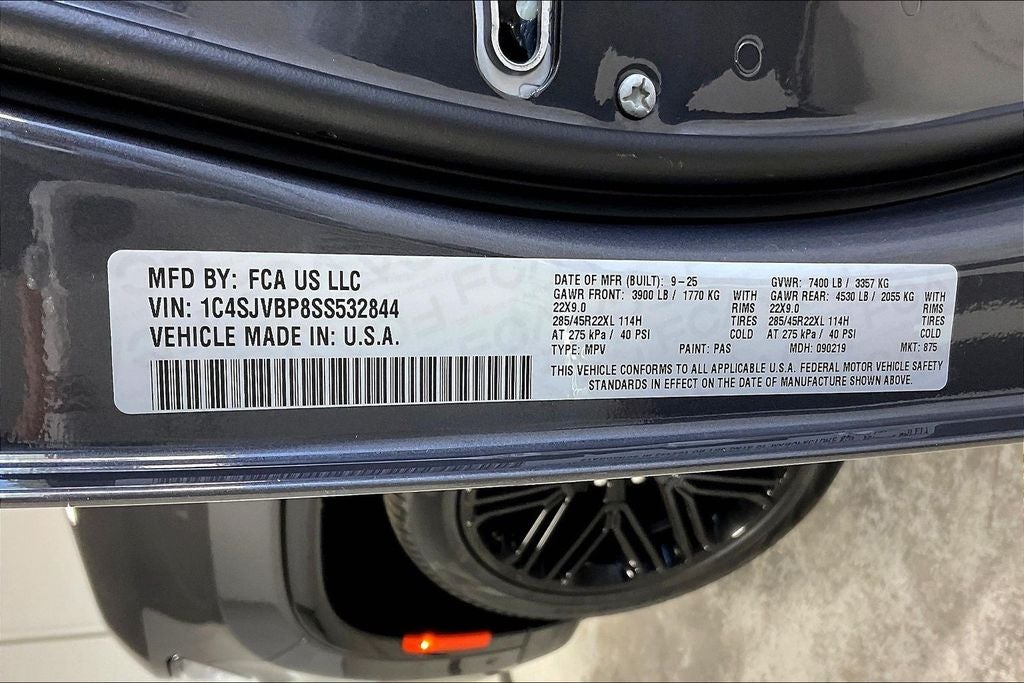 MFD BY: FCA US LLC
VIN: 1C4SJVBP8SS532844
VEHICLE MADE IN: U.S.A.
DATE OF MFR (BUILT): 9-25 GVWR: 7400 LB / 3357 KG
GAWR FRONT: 3900 LB / 1770 KG WITH GAWR REAR: 4530 LB / 2055 KG WITH
22X9.0 RIMS 22X9.0 RIMS
285/45R22XL 114H TIRES 285/45R22XL 114H TIRES
AT 275 kPa / 40 PSI COLD AT 275 kPa / 40 PSI COLD
TYPE: MPV PAINT: PAS MDH: 090219 MKT: 875
THIS VEHICLE CONFORMS TO ALL APPLICABLE U.S.A. FEDERAL MOTOR VEHICLE SAFETY
STANDARDS IN EFFECT ON THE DATE OF MANUFACTURE SHOWN ABOVE.